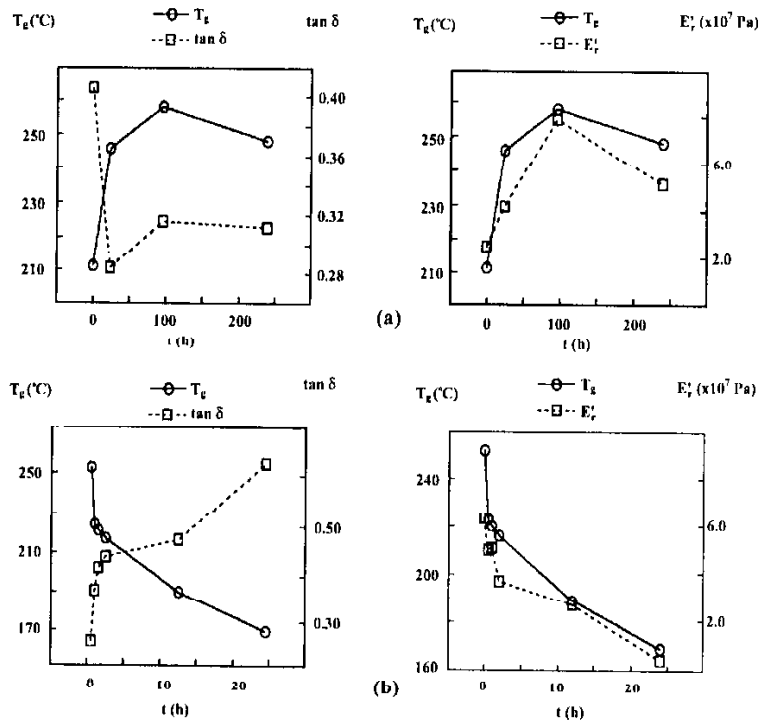 Tg (°C) Tg tan δ
tan δ
250
230
220
210
0.40
0.36
0.32
0.28
0 100 200
t (h)
Tg (°C) Tg E'r (x10⁷ Pa)
E'r
250
230
210
6.0
2.0
0 100 200
t (h)
(a)
Tg (°C) Tg tan δ
tan δ
250
210
170
0.50
0.30
0 10 20
t (h)
Tg (°C) Tg E'r (x10⁷ Pa)
E'r
240
200
160
6.0
2.0
0 10 20
t (h)
(b)